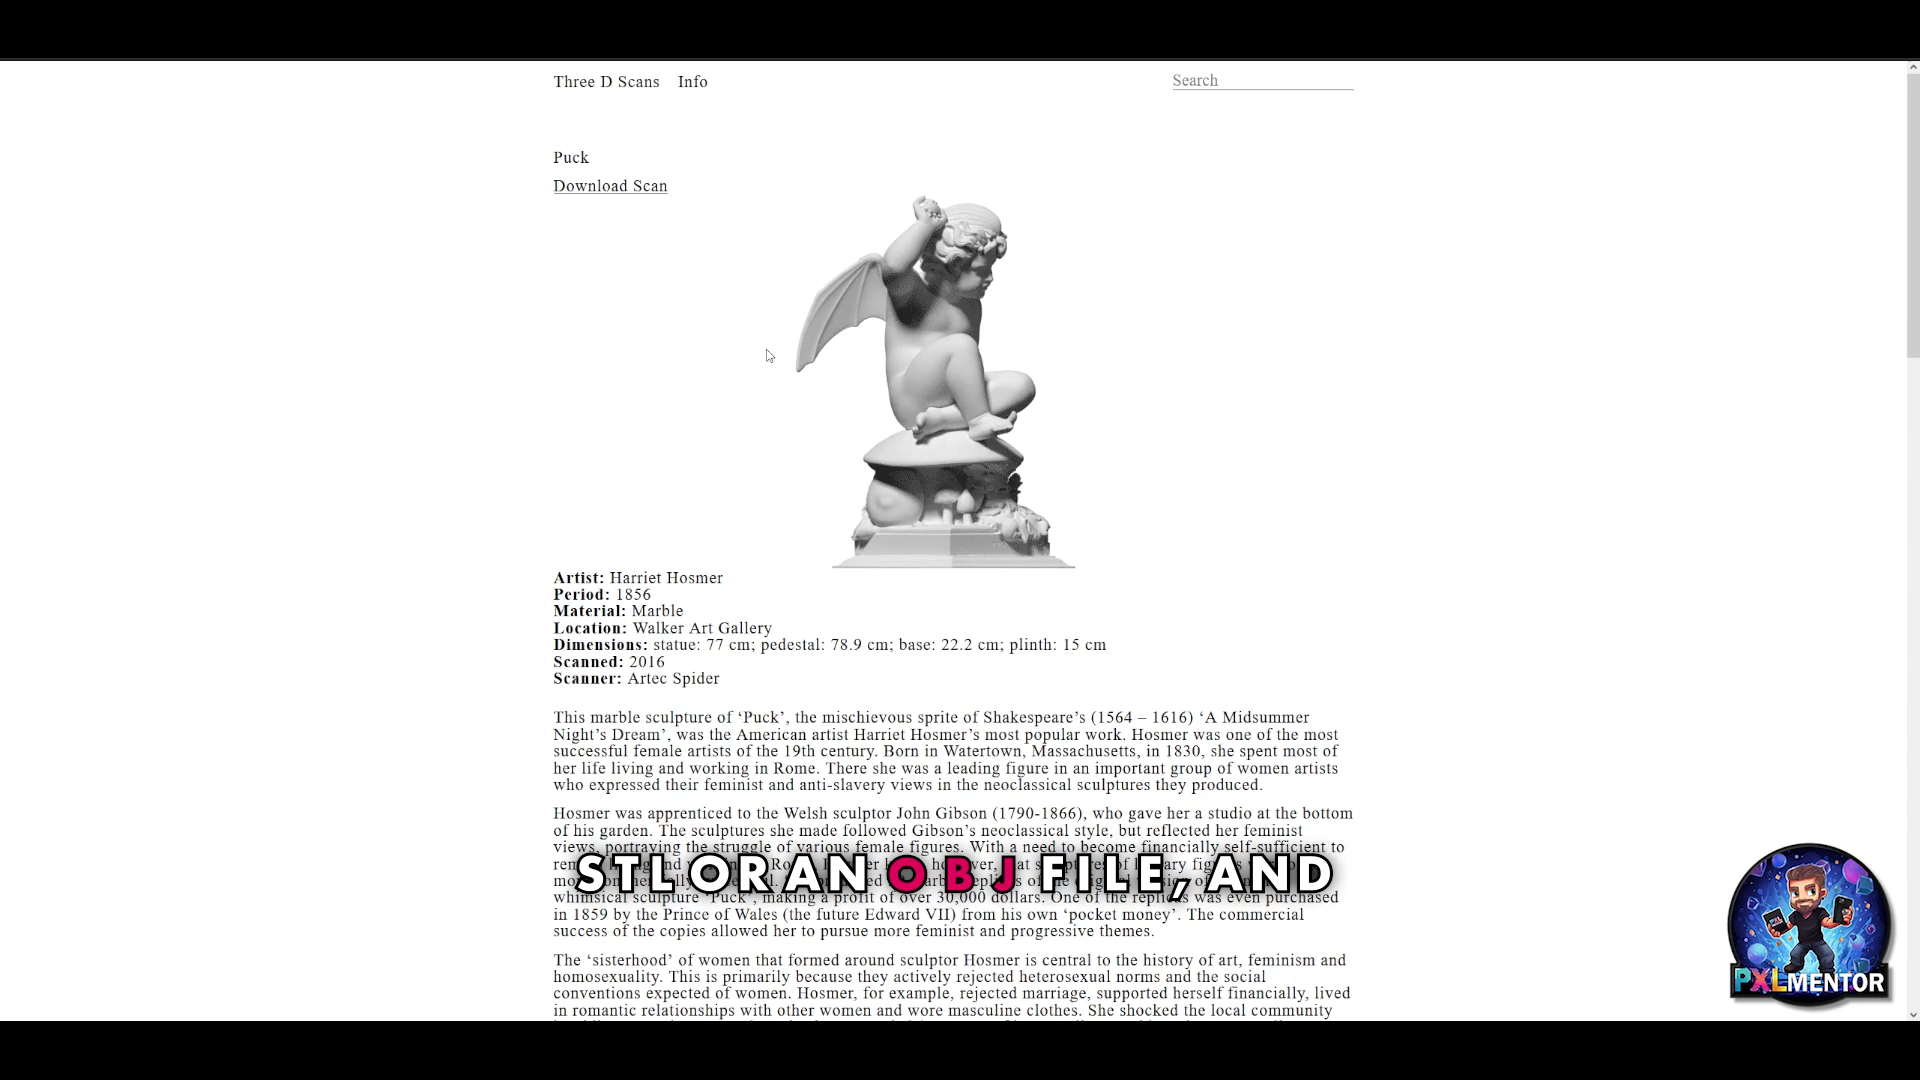 Three D Scans Info Search
Puck
Download Scan
Artist: Harriet Hosmer
Period: 1856
Material: Marble
Location: Walker Art Gallery
Dimensions: statue: 77 cm; pedestal: 78.9 cm; base: 22.2 cm; plinth: 15 cm
Scanned: 2016
Scanner: Artec Spider
This marble sculpture of ‘Puck’, the mischievous sprite of Shakespeare’s (1564 – 1616) ‘A Midsummer
Night’s Dream’, was the American artist Harriet Hosmer’s most popular work. Hosmer was one of the most
successful female artists of the 19th century. Born in Watertown, Massachusetts, in 1830, she spent most of
her life living and working in Rome. There she was a leading figure in an important group of women artists
who expressed their feminist and anti-slavery views in the neoclassical sculptures they produced.
Hosmer was apprenticed to the Welsh sculptor John Gibson (1790-1866), who gave her a studio at the bottom
of his garden. The sculptures she made followed Gibson’s neoclassical style, but reflected her feminist
views, portraying the struggle of various female figures. With a need to become financially self-sufficient to
STL OR AN OBJ FILE, AND
whimsical sculpture ‘Puck’, making a profit of over 30,000 dollars. One of the replicas was even purchased
in 1859 by the Prince of Wales (the future Edward VII) from his own ‘pocket money’. The commercial
success of the copies allowed her to pursue more feminist and progressive themes.
The ‘sisterhood’ of women that formed around sculptor Hosmer is central to the history of art, feminism and
homosexuality. This is primarily because they actively rejected heterosexual norms and the social
conventions expected of women. Hosmer, for example, rejected marriage, supported herself financially, lived
in romantic relationships with other women and wore masculine clothes. She shocked the local community
PXLMENTOR